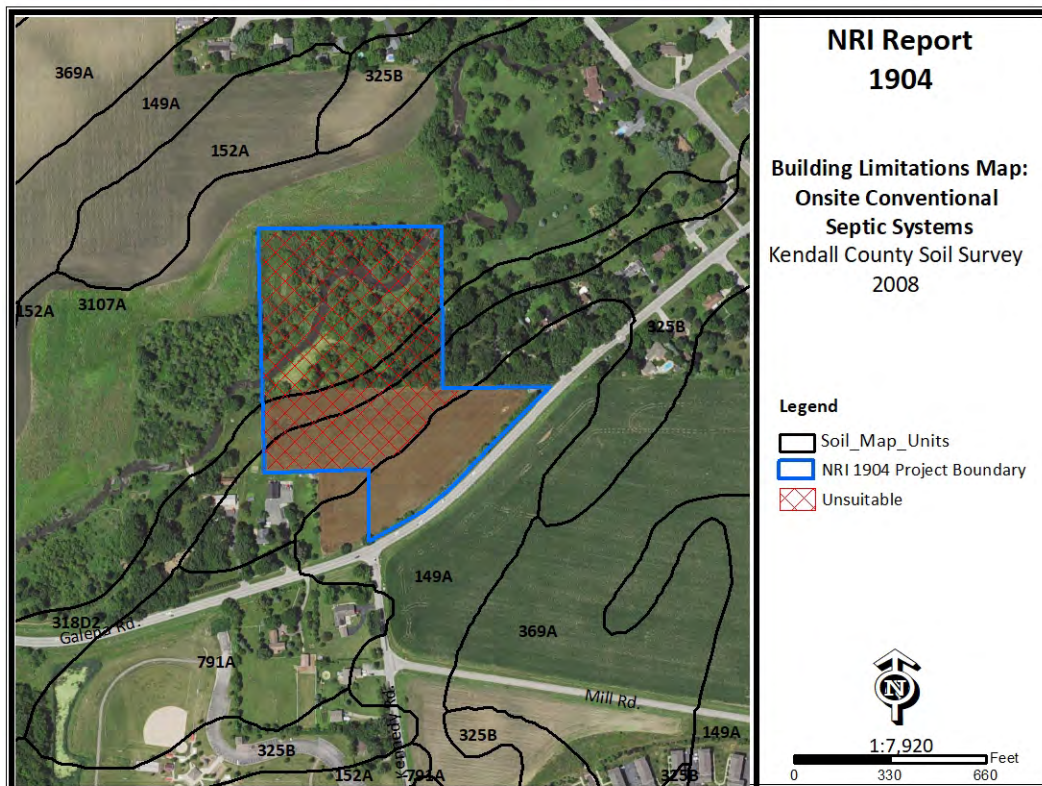 369A
149A
325B
152A
3107A
152A
325B
149A
369A
318D2
Galena Rd.
791A
325B
152A
Kennedy Rd.
791A
Mill Rd.
325B
149A
325B
NRI Report
1904
Building Limitations Map:
Onsite Conventional
Septic Systems
Kendall County Soil Survey
2008
Legend
Soil_Map_Units
NRI 1904 Project Boundary
Unsuitable
N
1:7,920
Feet
0 330 660